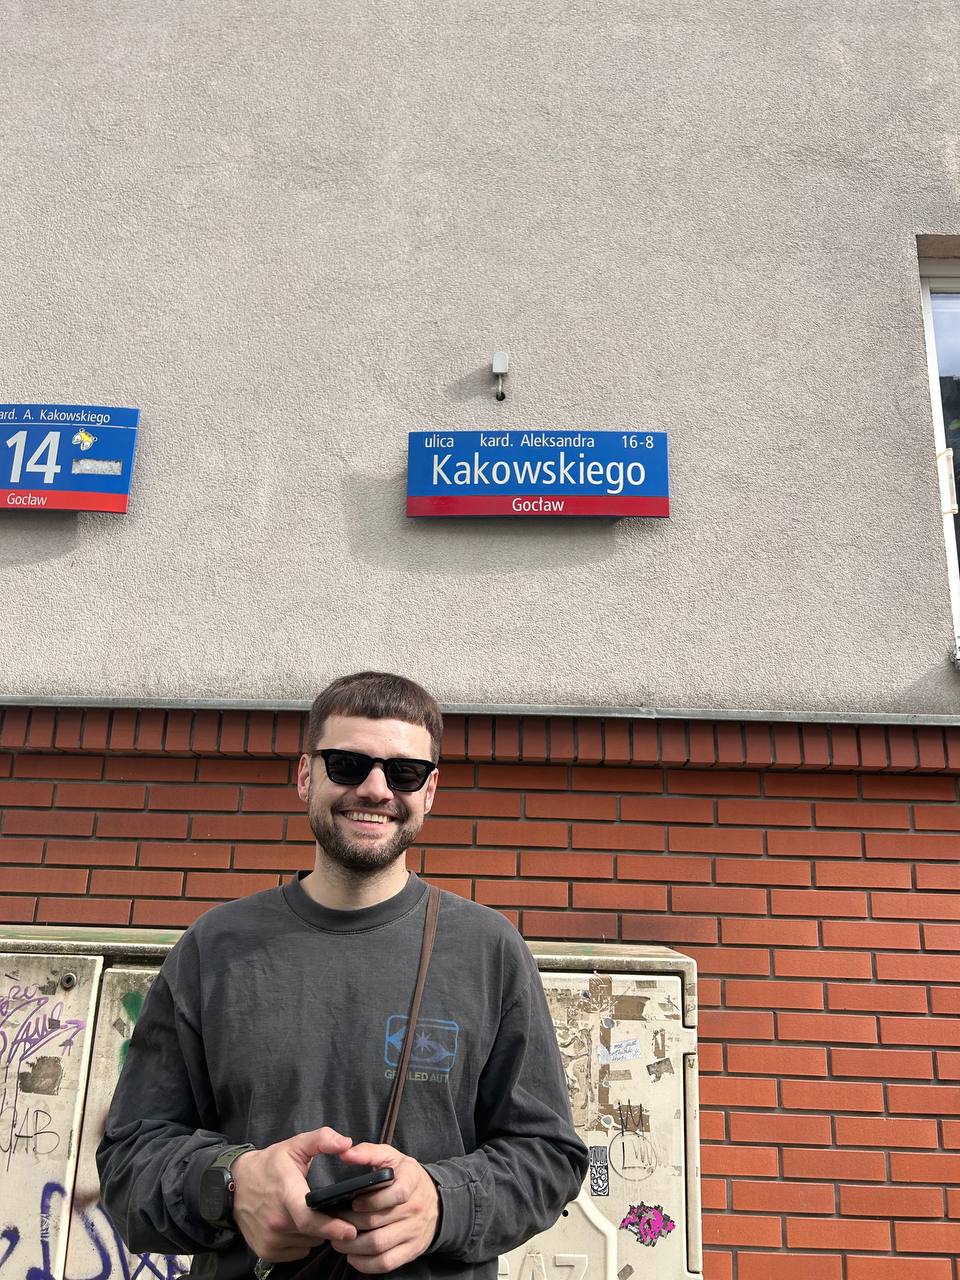 ard. A. Kakowskiego
14
Gocław
ulica kard. Aleksandra 16-8
Kakowskiego
Gocław